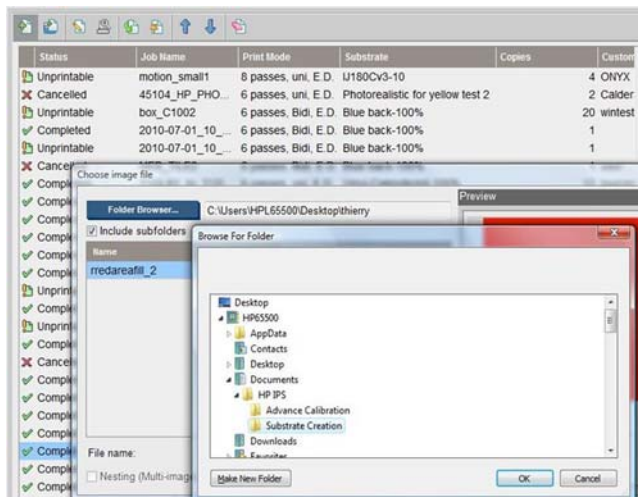 Status Job Name Print Mode Substrate Copies Custom
Unprintable motion_small1 8 passes, uni, E.D. IJ180Cv3-10 4 ONYX
Cancelled 45104_HP_PHO... 6 passes, uni, E.D. Photorealistic for yellow test 2 2 Calder
Unprintable box_C1002 6 passes, Bidi, E.D. Blue back-100% 20 wintest
Completed 2010-07-01_10_... 6 passes, Bidi, E.D. Blue back-100% 1
Unprintable 2010-07-01_10_... 6 passes, Bidi, E.D. Blue back-100% 1
Choose image file
Folder Browser... C:\Users\HPL65500\Desktop\thierry
Preview
Include subfolders
Name
rredareafill_2
Browse For Folder
Desktop
HP65500
AppData
Contacts
Desktop
Documents
HP IPS
Advance Calibration
Substrate Creation
Downloads
Favorites
Make New Folder OK Cancel
File name:
Nesting (Multi-imag